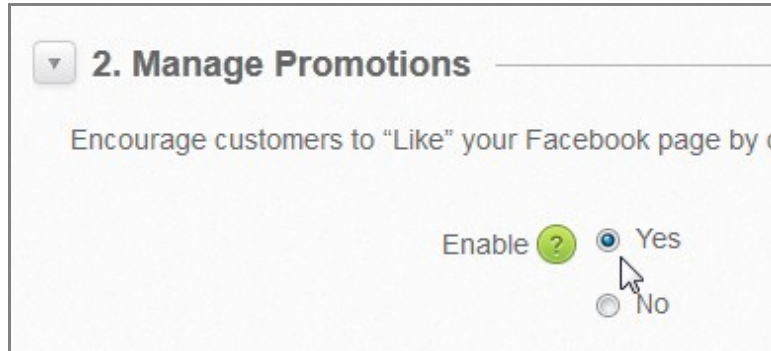 2. Manage Promotions
Encourage customers to “Like” your Facebook page by
Enable ? Yes
No